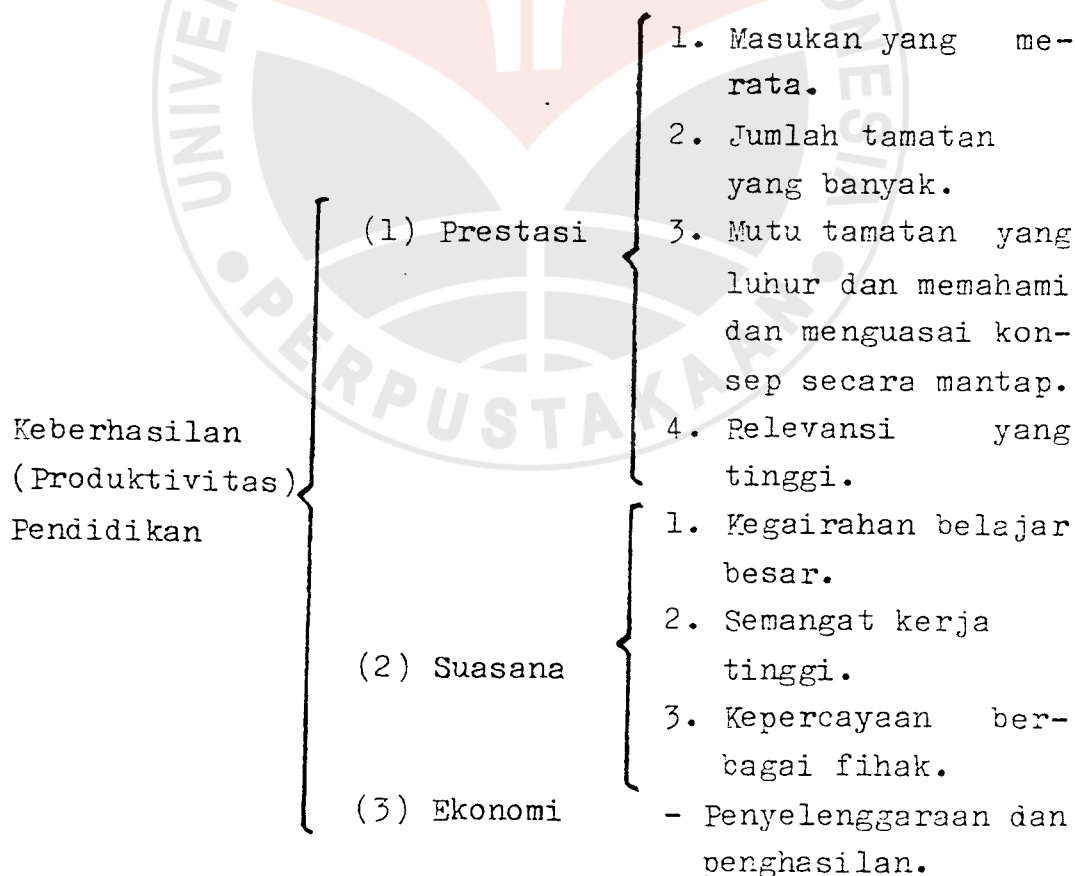 1. Masukan yang me-
rata.
2. Jumlah tamatan
yang banyak.
(1) Prestasi
3. Mutu tamatan yang
luhur dan memahami
dan menguasai kon-
sep secara mantap.
4. Relevansi yang
tinggi.
Keberhasilan
(Produktivitas)
Pendidikan
1. Kegairahan belajar
besar.
2. Semangat kerja
tinggi.
(2) Suasana
3. Kepercayaan ber-
bagai fihak.
(3) Ekonomi
- Penyelenggaraan dan
penghasilan.
PERPUSTAKAAN